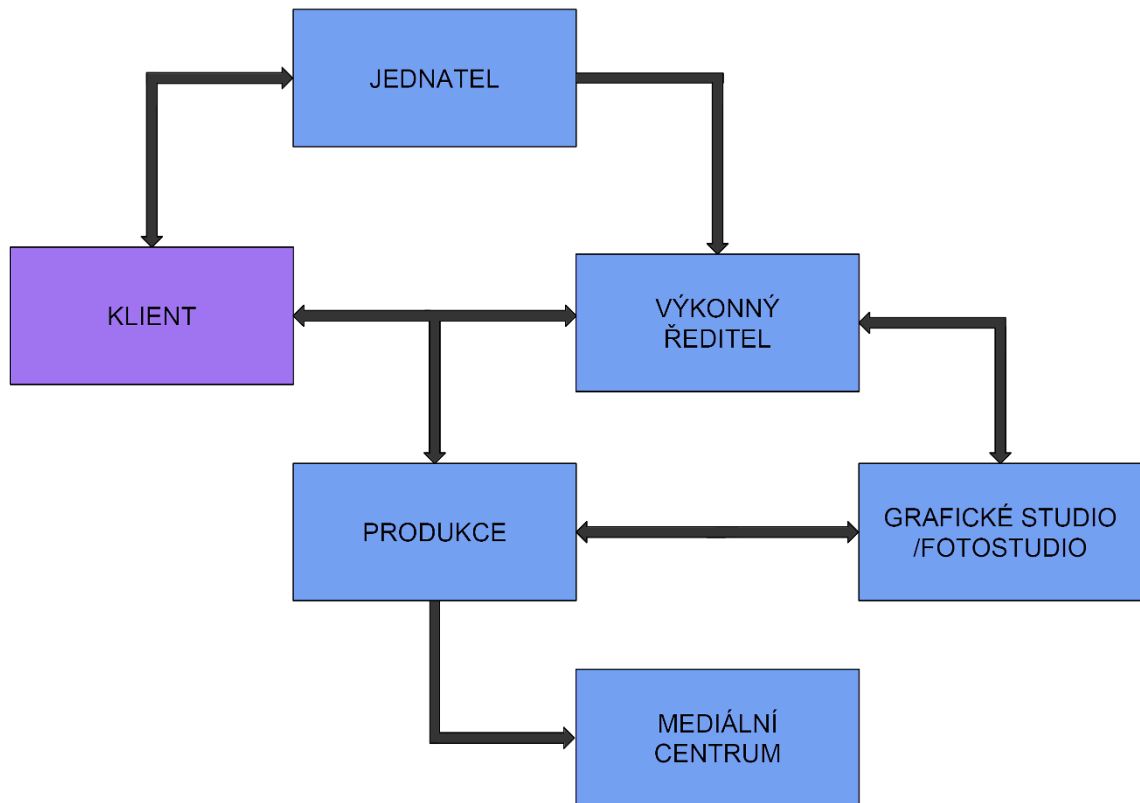 JEDNATEL
KLIENT
VÝKONNÝ
ŘEDITEL
PRODUKCE
GRAFICKÉ STUDIO
/FOTOSTUDIO
MEDIÁLNÍ
CENTRUM